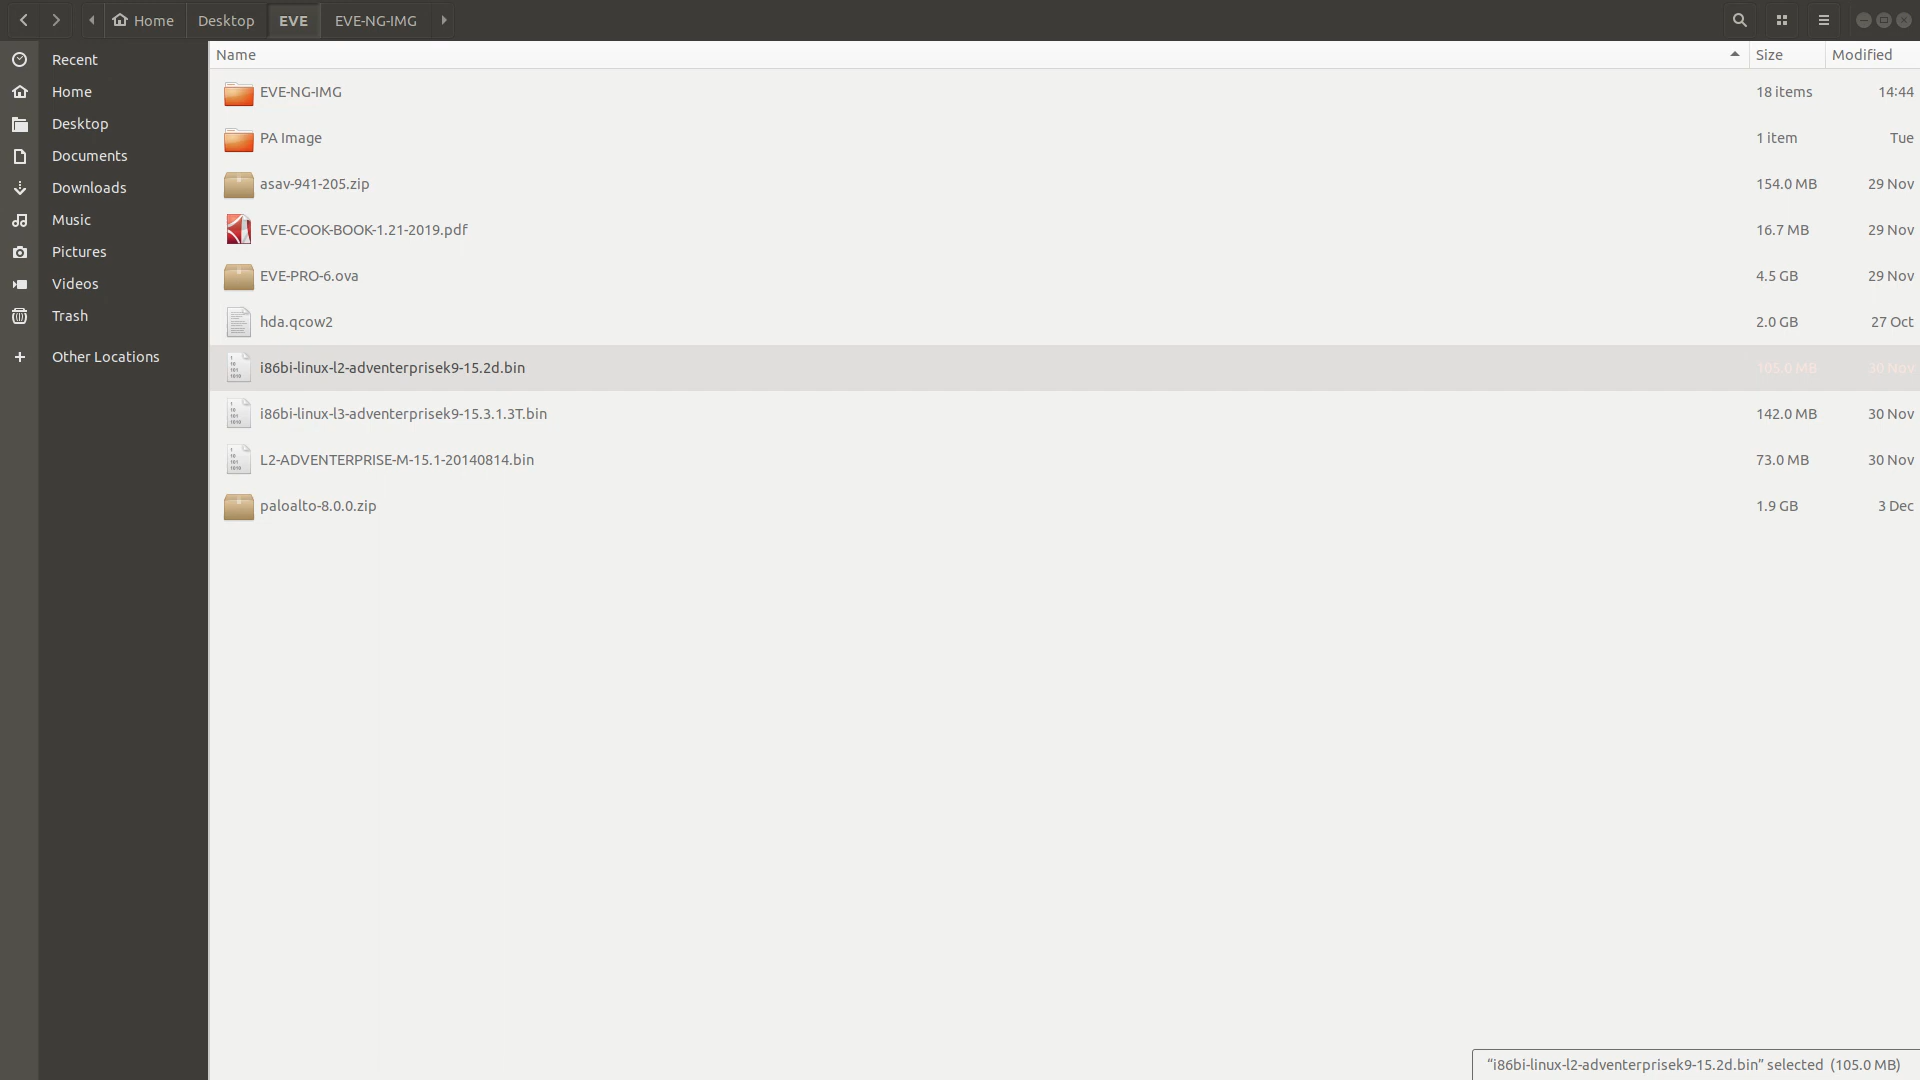 Home Desktop EVE EVE-NG-IMG
Recent
Home
Desktop
Documents
Downloads
Music
Pictures
Videos
Trash
Other Locations
Name Size Modified
EVE-NG-IMG 18 items 14:44
PA Image 1 item Tue
asav-941-205.zip 154.0 MB 29 Nov
EVE-COOK-BOOK-1.21-2019.pdf 16.7 MB 29 Nov
EVE-PRO-6.ova 4.5 GB 29 Nov
hda.qcow2 2.0 GB 27 Oct
i86bi-linux-l2-adventerprisek9-15.2d.bin 105.0 MB 30 Nov
i86bi-linux-l3-adventerprisek9-15.3.1.3T.bin 142.0 MB 30 Nov
L2-ADVENTERPRISE-M-15.1-20140814.bin 73.0 MB 30 Nov
paloalto-8.0.0.zip 1.9 GB 3 Dec
“i86bi-linux-l2-adventerprisek9-15.2d.bin” selected (105.0 MB)